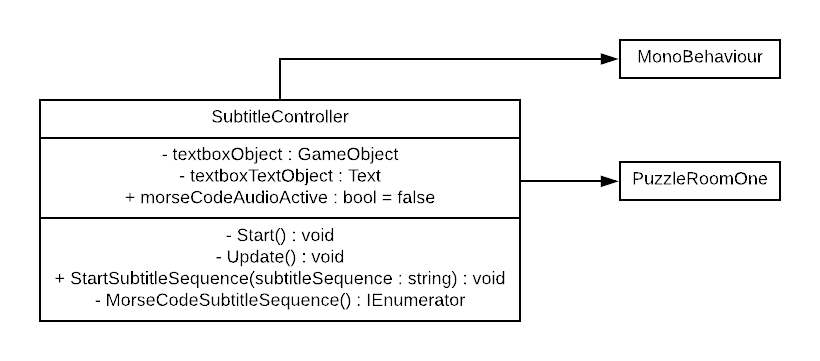 MonoBehaviour
SubtitleController
- textboxObject : GameObject
- textboxTextObject : Text
+ morseCodeAudioActive : bool = false
PuzzleRoomOne
- Start() : void
- Update() : void
+ StartSubtitleSequence(subtitleSequence : string) : void
- MorseCodeSubtitleSequence() : IEnumerator